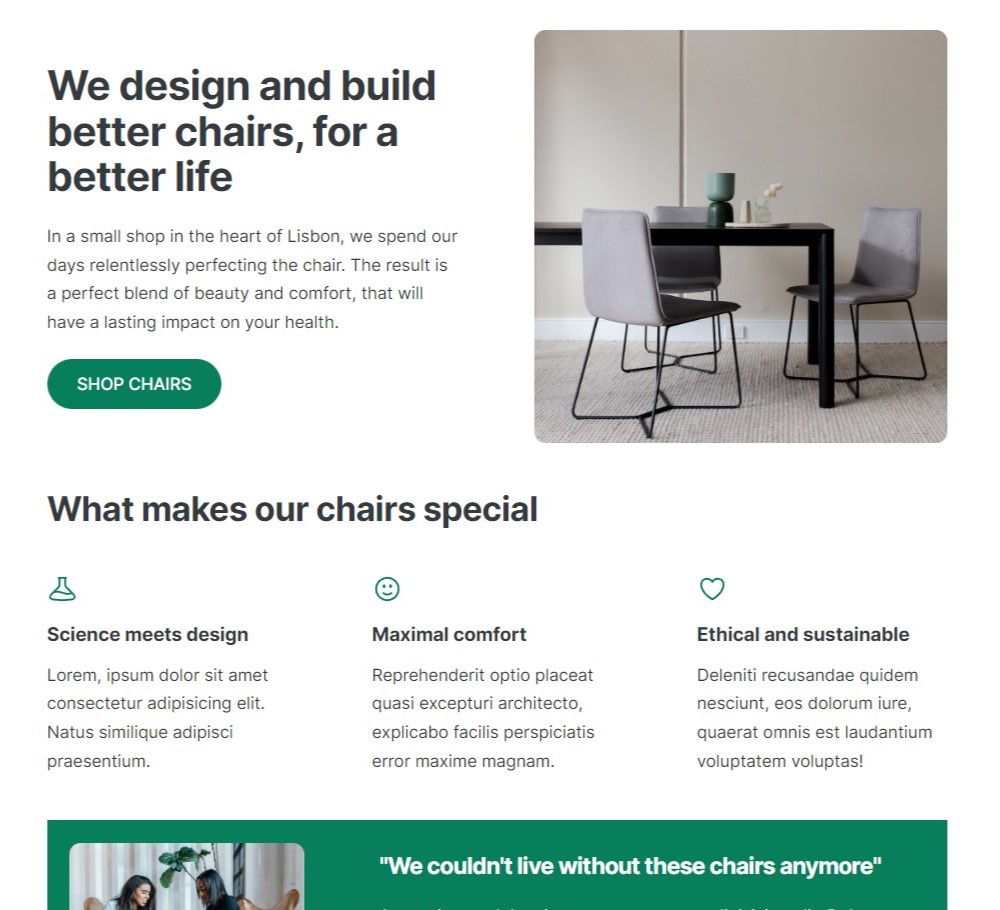 We design and build
better chairs, for a
better life
In a small shop in the heart of Lisbon, we spend our
days relentlessly perfecting the chair. The result is
a perfect blend of beauty and comfort, that will
have a lasting impact on your health.
SHOP CHAIRS
What makes our chairs special
Science meets design
Lorem, ipsum dolor sit amet
consectetur adipisicing elit.
Natus similique adipisci
praesentium.
Maximal comfort
Reprehenderit optio placeat
quasi excepturi architecto,
explicabo facilis perspiciatis
error maxime magnam.
Ethical and sustainable
Deleniti recusandae quidem
nesciunt, eos dolorum iure,
quaerat omnis est laudantium
voluptatem voluptas!
"We couldn't live without these chairs anymore"